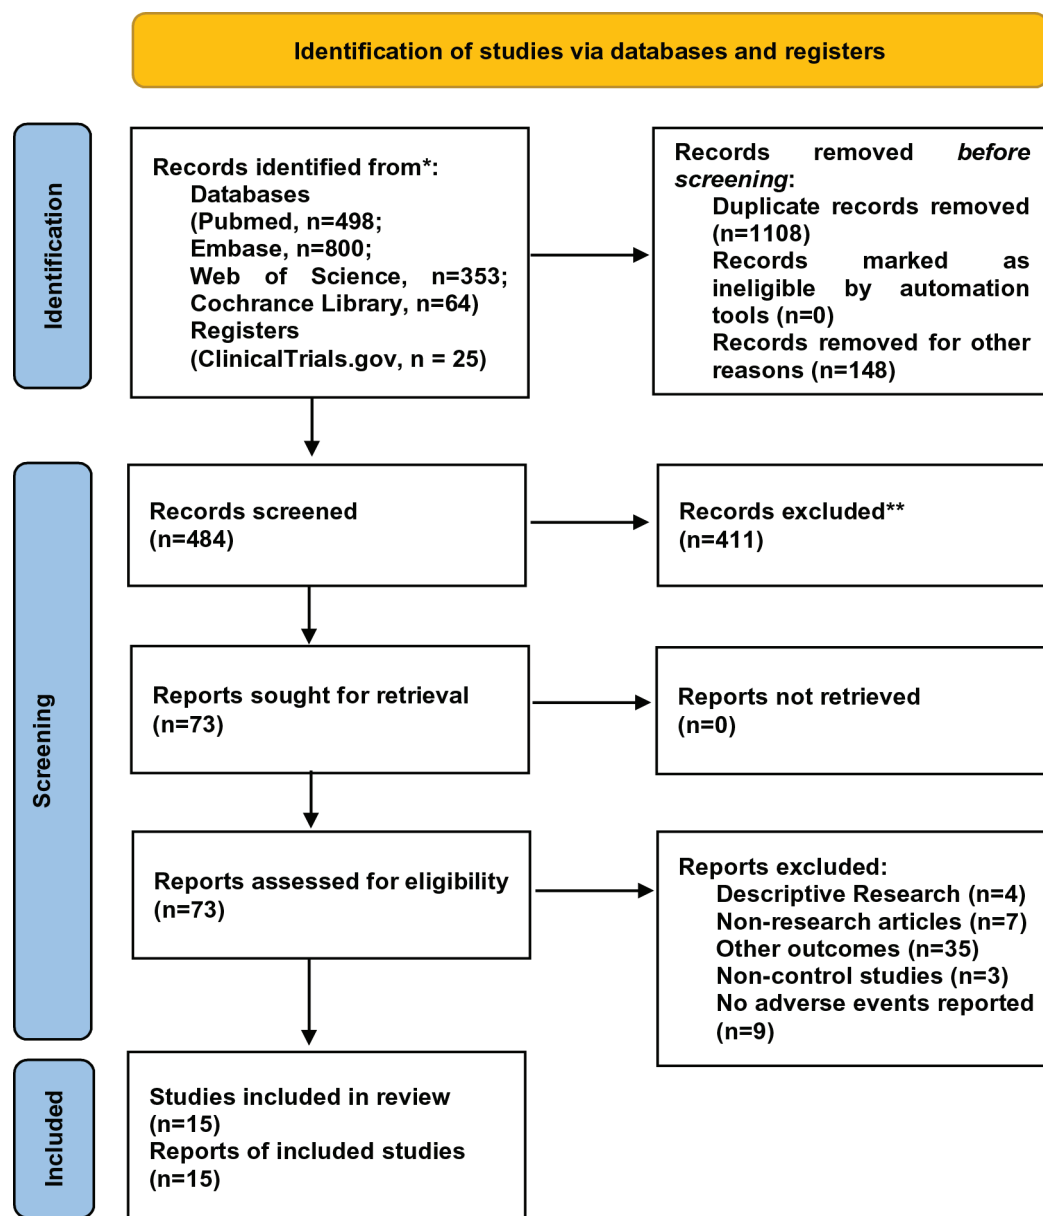 Identification of studies via databases and registers
Identification
Records identified from*:
Databases
(Pubmed, n=498;
Embase, n=800;
Web of Science, n=353;
Cochrance Library, n=64)
Registers
(ClinicalTrials.gov, n = 25)
Records removed before
screening:
Duplicate records removed
(n=1108)
Records marked as
ineligible by automation
tools (n=0)
Records removed for other
reasons (n=148)
Screening
Records screened
(n=484)
Records excluded**
(n=411)
Reports sought for retrieval
(n=73)
Reports not retrieved
(n=0)
Reports assessed for eligibility
(n=73)
Reports excluded:
Descriptive Research (n=4)
Non-research articles (n=7)
Other outcomes (n=35)
Non-control studies (n=3)
No adverse events reported
(n=9)
Included
Studies included in review
(n=15)
Reports of included studies
(n=15)